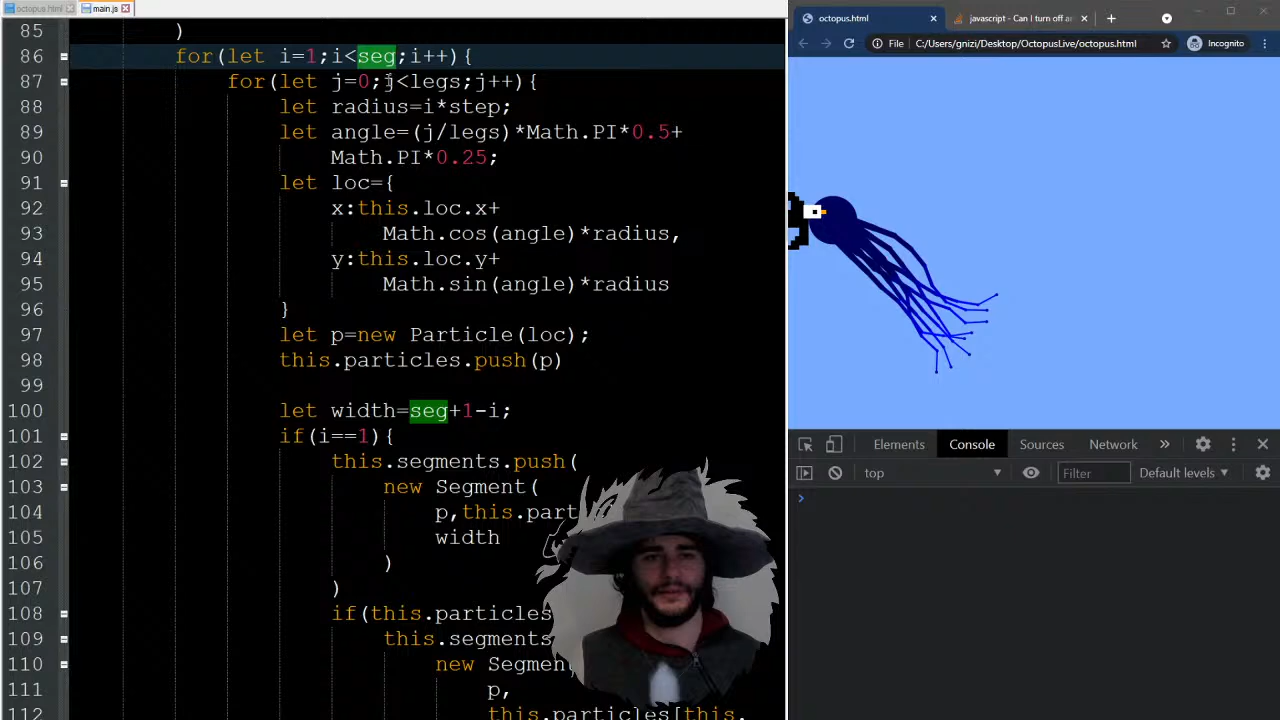 octopus.html
main.js
85 )
86 for(let i=1;i<seg;i++){
87 for(let j=0;j<legs;j++){
88 let radius=i*step;
89 let angle=(j/legs)*Math.PI*0.5+
90 Math.PI*0.25;
91 let loc={
92 x:this.loc.x+
93 Math.cos(angle)*radius,
94 y:this.loc.y+
95 Math.sin(angle)*radius
96 }
97 let p=new Particle(loc);
98 this.particles.push(p)
99
100 let width=seg+1-i;
101 if(i==1){
102 this.segments.push(
103 new Segment(
104 p,this.part
105 width
106 )
107 )
108 if(this.particles
109 this.segments
110 new Segment(
111 p,
112 this.particles[this.
octopus.html
javascript - Can I turn off ar
File
C:/Users/gnizi/Desktop/OctopusLive/octopus.html
Incognito
Elements Console Sources Network
top
Filter
Default levels